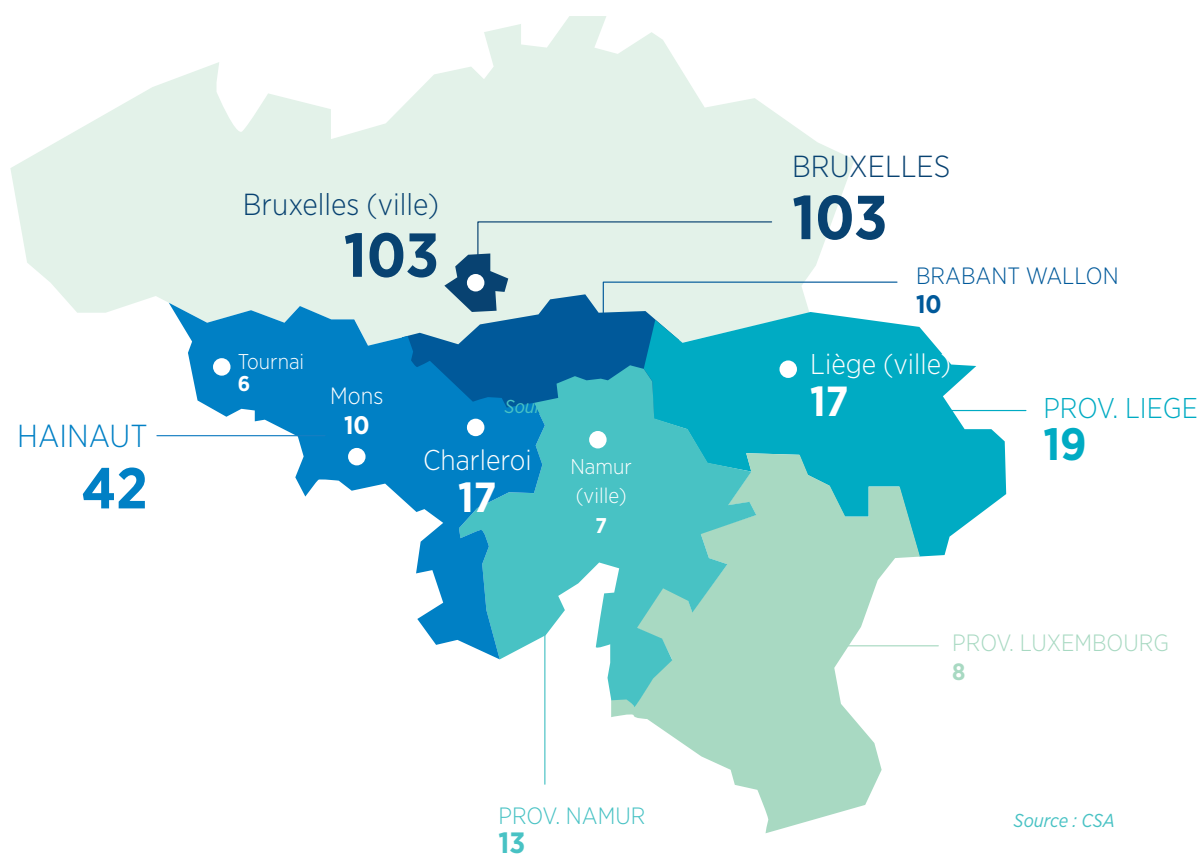 BRUXELLES
103
Bruxelles (ville)
103
BRABANT WALLON
10
Tournai
6
Liège (ville)
17
Mons
10
PROV. LIEGE
19
HAINAUT
42
Charleroi
17
Namur
(ville)
7
PROV. LUXEMBOURG
8
PROV. NAMUR
13
Source : CSA